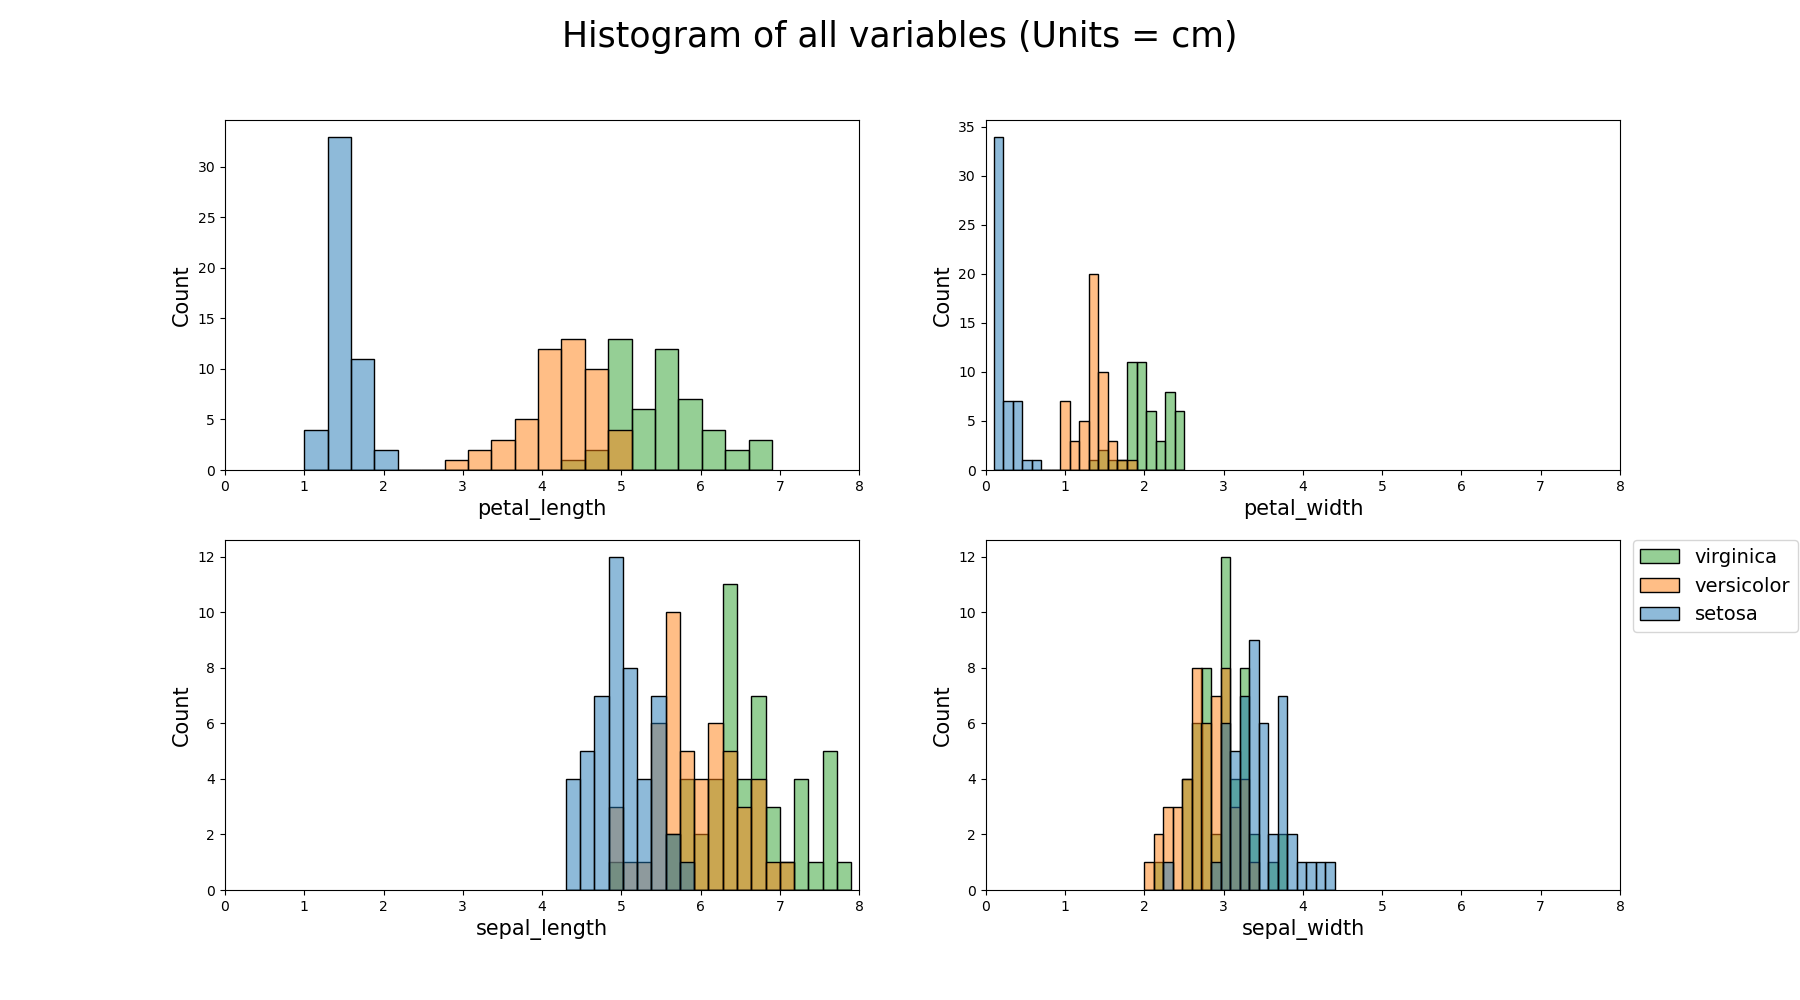 Histogram of all variables (Units = cm)
30
25
20
15
10
5
0
Count
0 1 2 3 4 5 6 7 8
petal_length
35
30
25
20
15
10
5
0
Count
0 1 2 3 4 5 6 7 8
petal_width
12
10
8
6
4
2
0
Count
0 1 2 3 4 5 6 7 8
sepal_length
12
10
8
6
4
2
0
Count
0 1 2 3 4 5 6 7 8
sepal_width
virginica
versicolor
setosa